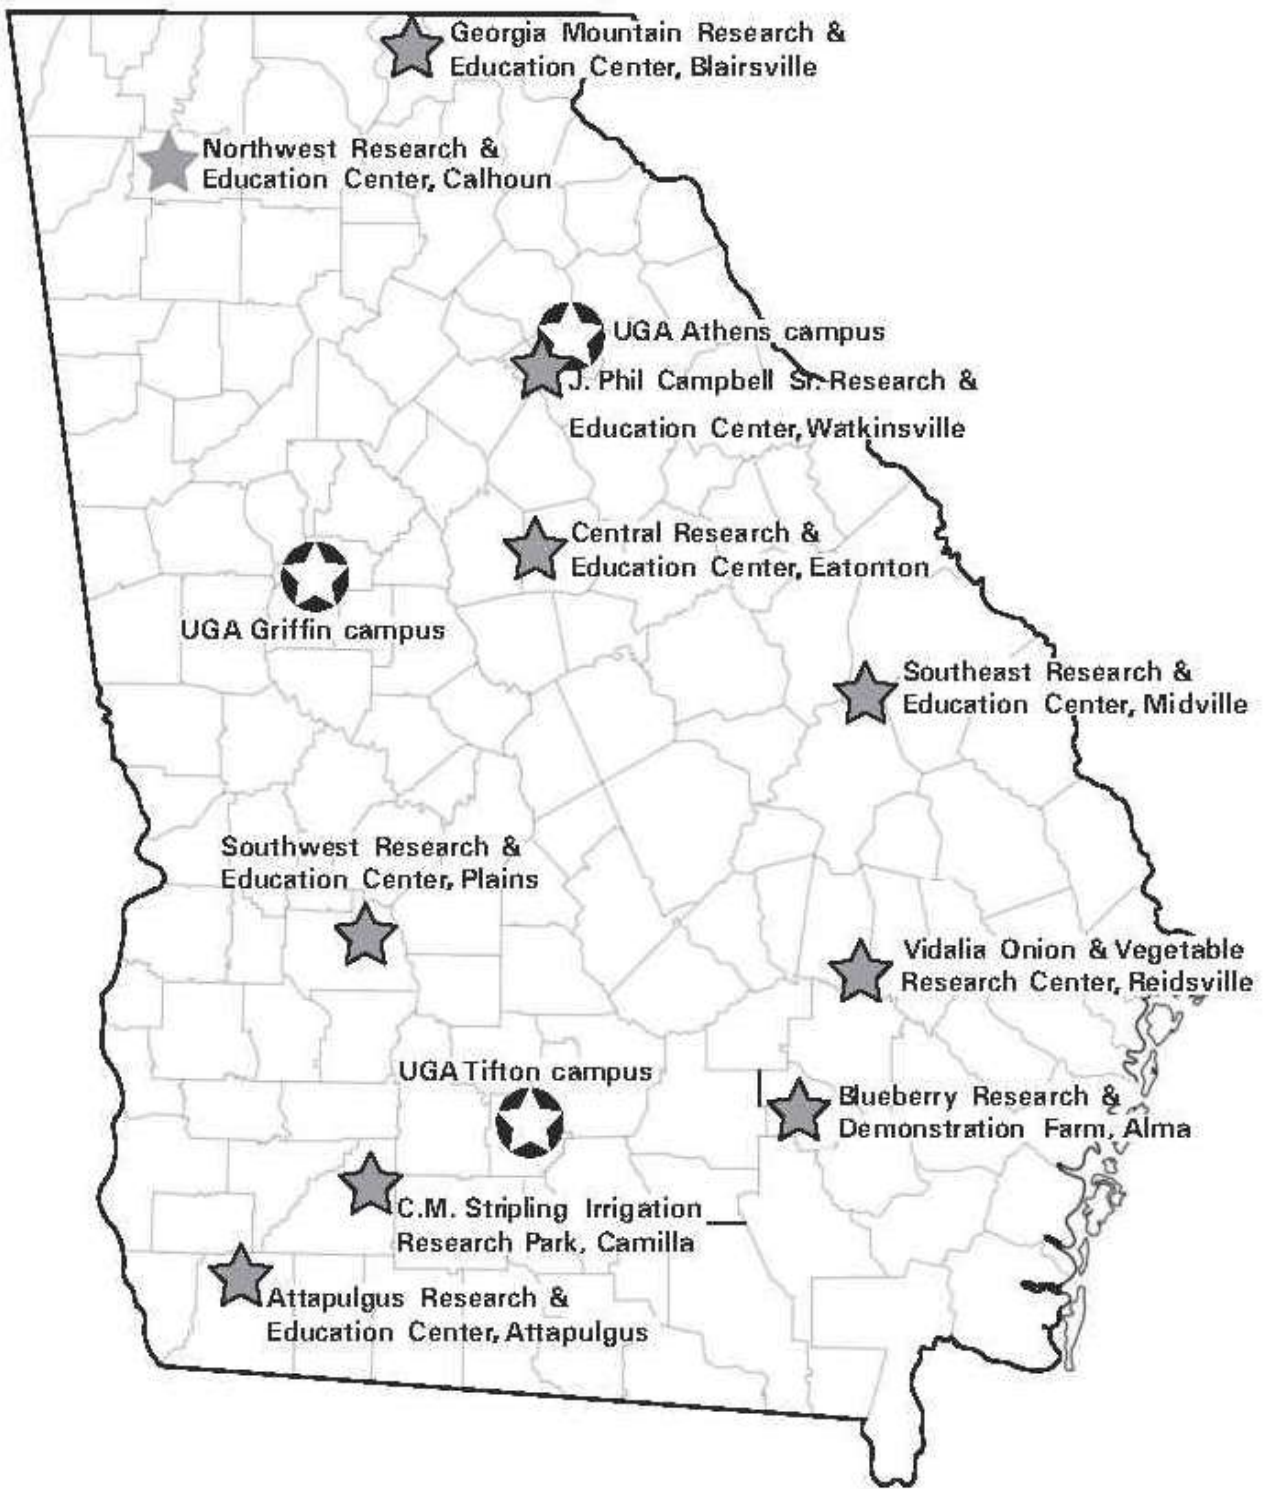 Georgia Mountain Research &
Education Center, Blairsville
Northwest Research &
Education Center, Calhoun
UGA Athens campus
J. Phil Campbell Sr. Research &
Education Center, Watkinsville
Central Research &
Education Center, Eatonton
UGA Griffin campus
Southeast Research &
Education Center, Midville
Southwest Research &
Education Center, Plains
Vidalia Onion & Vegetable
Research Center, Reidsville
UGA Tifton campus
Blueberry Research &
Demonstration Farm, Alma
C.M. Stripling Irrigation
Research Park, Camilla
Attapulgus Research &
Education Center, Attapulgus